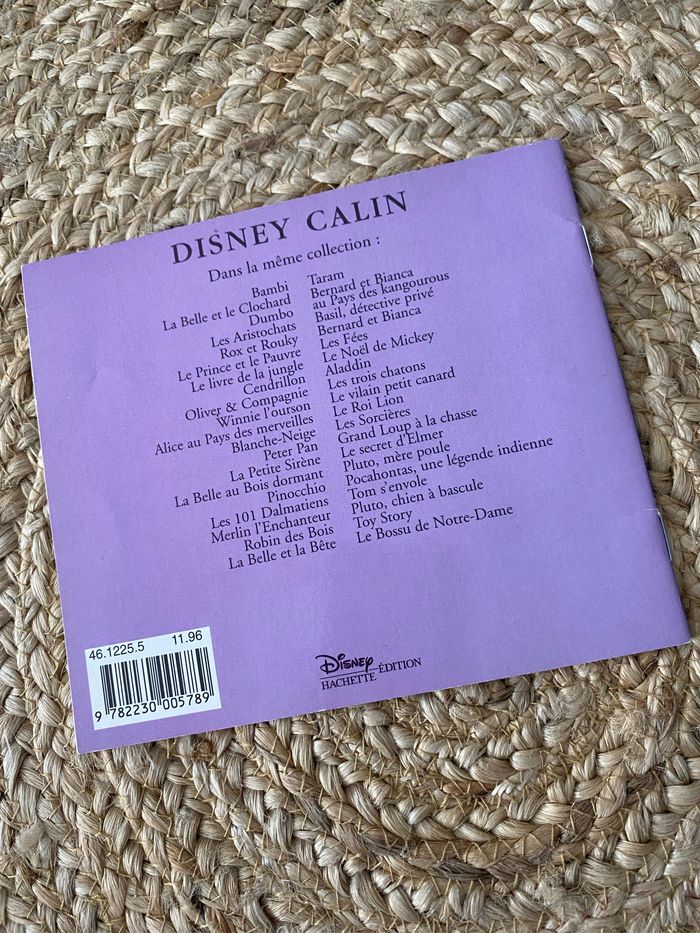 DISNEY CALIN
Dans la même collection :
Bambi
La Belle et le Clochard
Dumbo
Les Aristochats
Rox et Rouky
Le Prince et le Pauvre
Le livre de la jungle
Cendrillon
Oliver & Compagnie
Winnie l'ourson
Alice au Pays des merveilles
Blanche-Neige
Peter Pan
La Petite Sirène
La Belle au Bois dormant
Pinocchio
Les 101 Dalmatiens
Merlin l'Enchanteur
Robin des Bois
La Belle et la Bête
Taram
Bernard et Bianca
au Pays des kangourous
Basil, détective privé
Bernard et Bianca
Les Fées
Le Noël de Mickey
Aladdin
Les trois chatons
Le vilain petit canard
Le Roi Lion
Les Sorcières
Grand Loup à la chasse
Le secret d'Elmer
Pluto, mère poule
Pocahontas, une légende indienne
Tom s'envole
Pluto, chien à bascule
Toy Story
Le Bossu de Notre-Dame
46.1225.5 11.96
9 782230 005789
Disney
HACHETTE ÉDITION